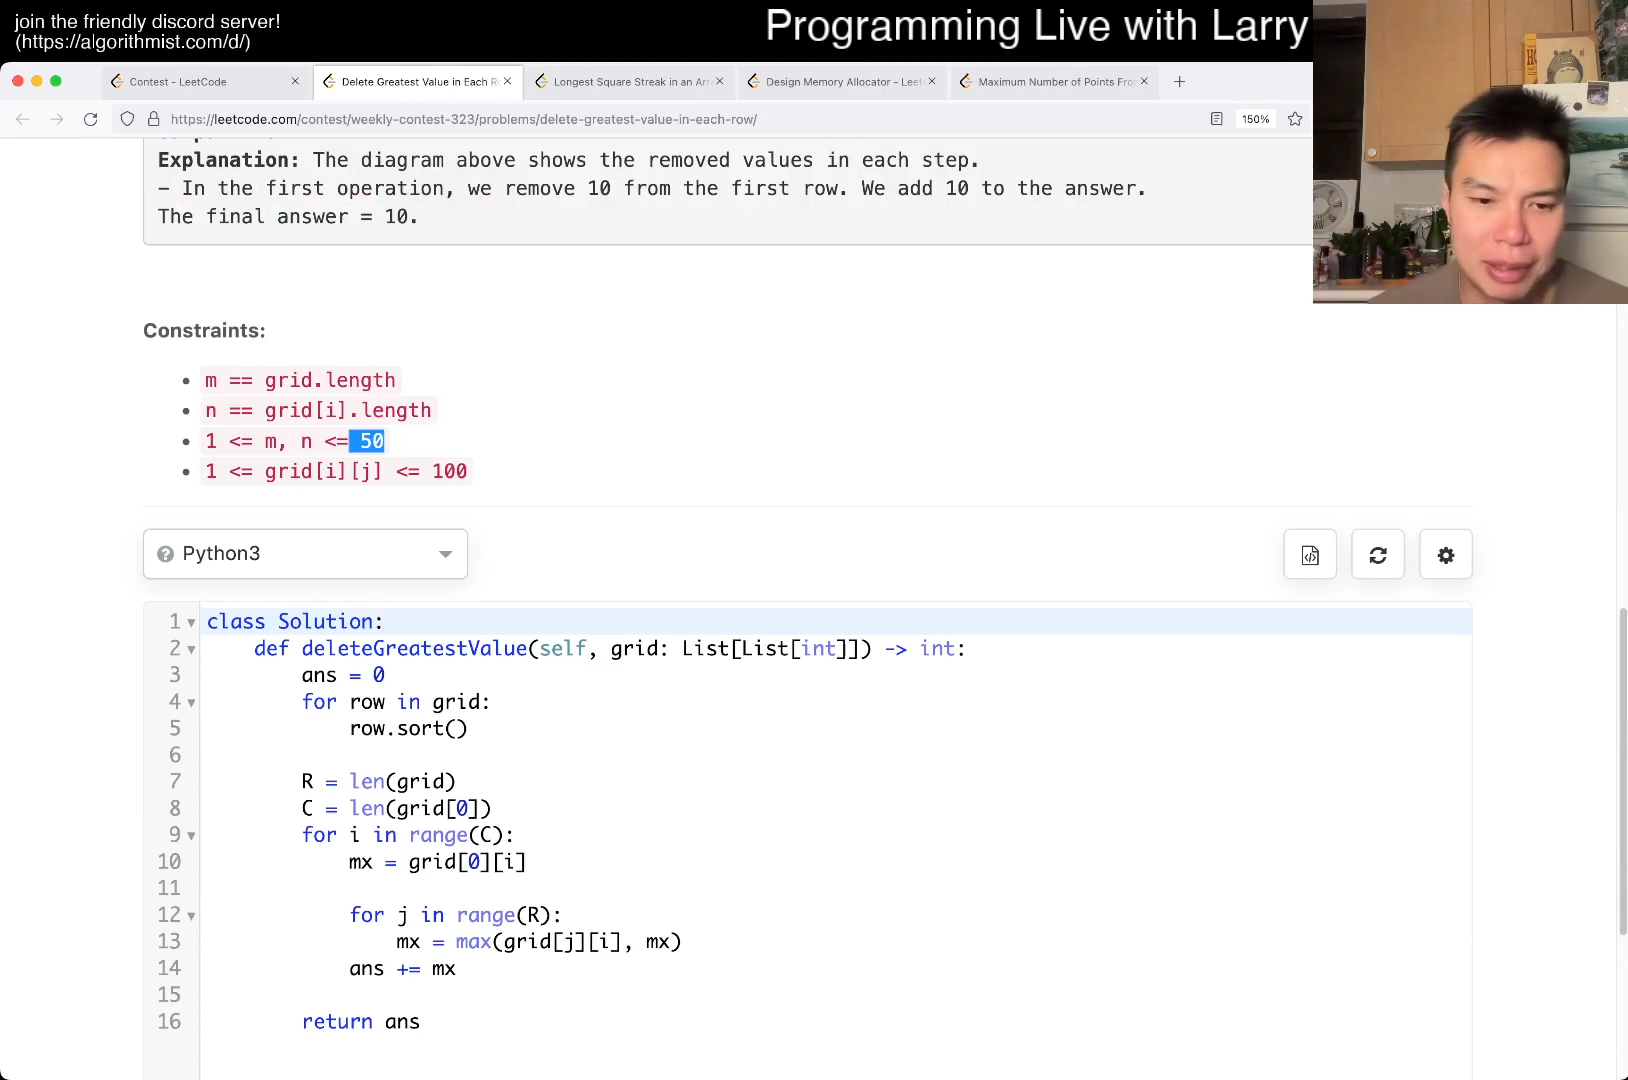 join the friendly discord server!
(https://algorithmist.com/d/)
Programming Live with Larry
Contest - LeetCode
Delete Greatest Value in Each R
Longest Square Streak in an Arr
Design Memory Allocator - Leet
Maximum Number of Points Fro
https://leetcode.com/contest/weekly-contest-323/problems/delete-greatest-value-in-each-row/
150%
Explanation: The diagram above shows the removed values in each step.
- In the first operation, we remove 10 from the first row. We add 10 to the answer.
The final answer = 10.
Constraints:
m == grid.length
n == grid[i].length
1 <= m, n <= 50
1 <= grid[i][j] <= 100
Python3
1 class Solution:
2 def deleteGreatestValue(self, grid: List[List[int]]) -> int:
3 ans = 0
4 for row in grid:
5 row.sort()
6
7 R = len(grid)
8 C = len(grid[0])
9 for i in range(C):
10 mx = grid[0][i]
11
12 for j in range(R):
13 mx = max(grid[j][i], mx)
14 ans += mx
15
16 return ans